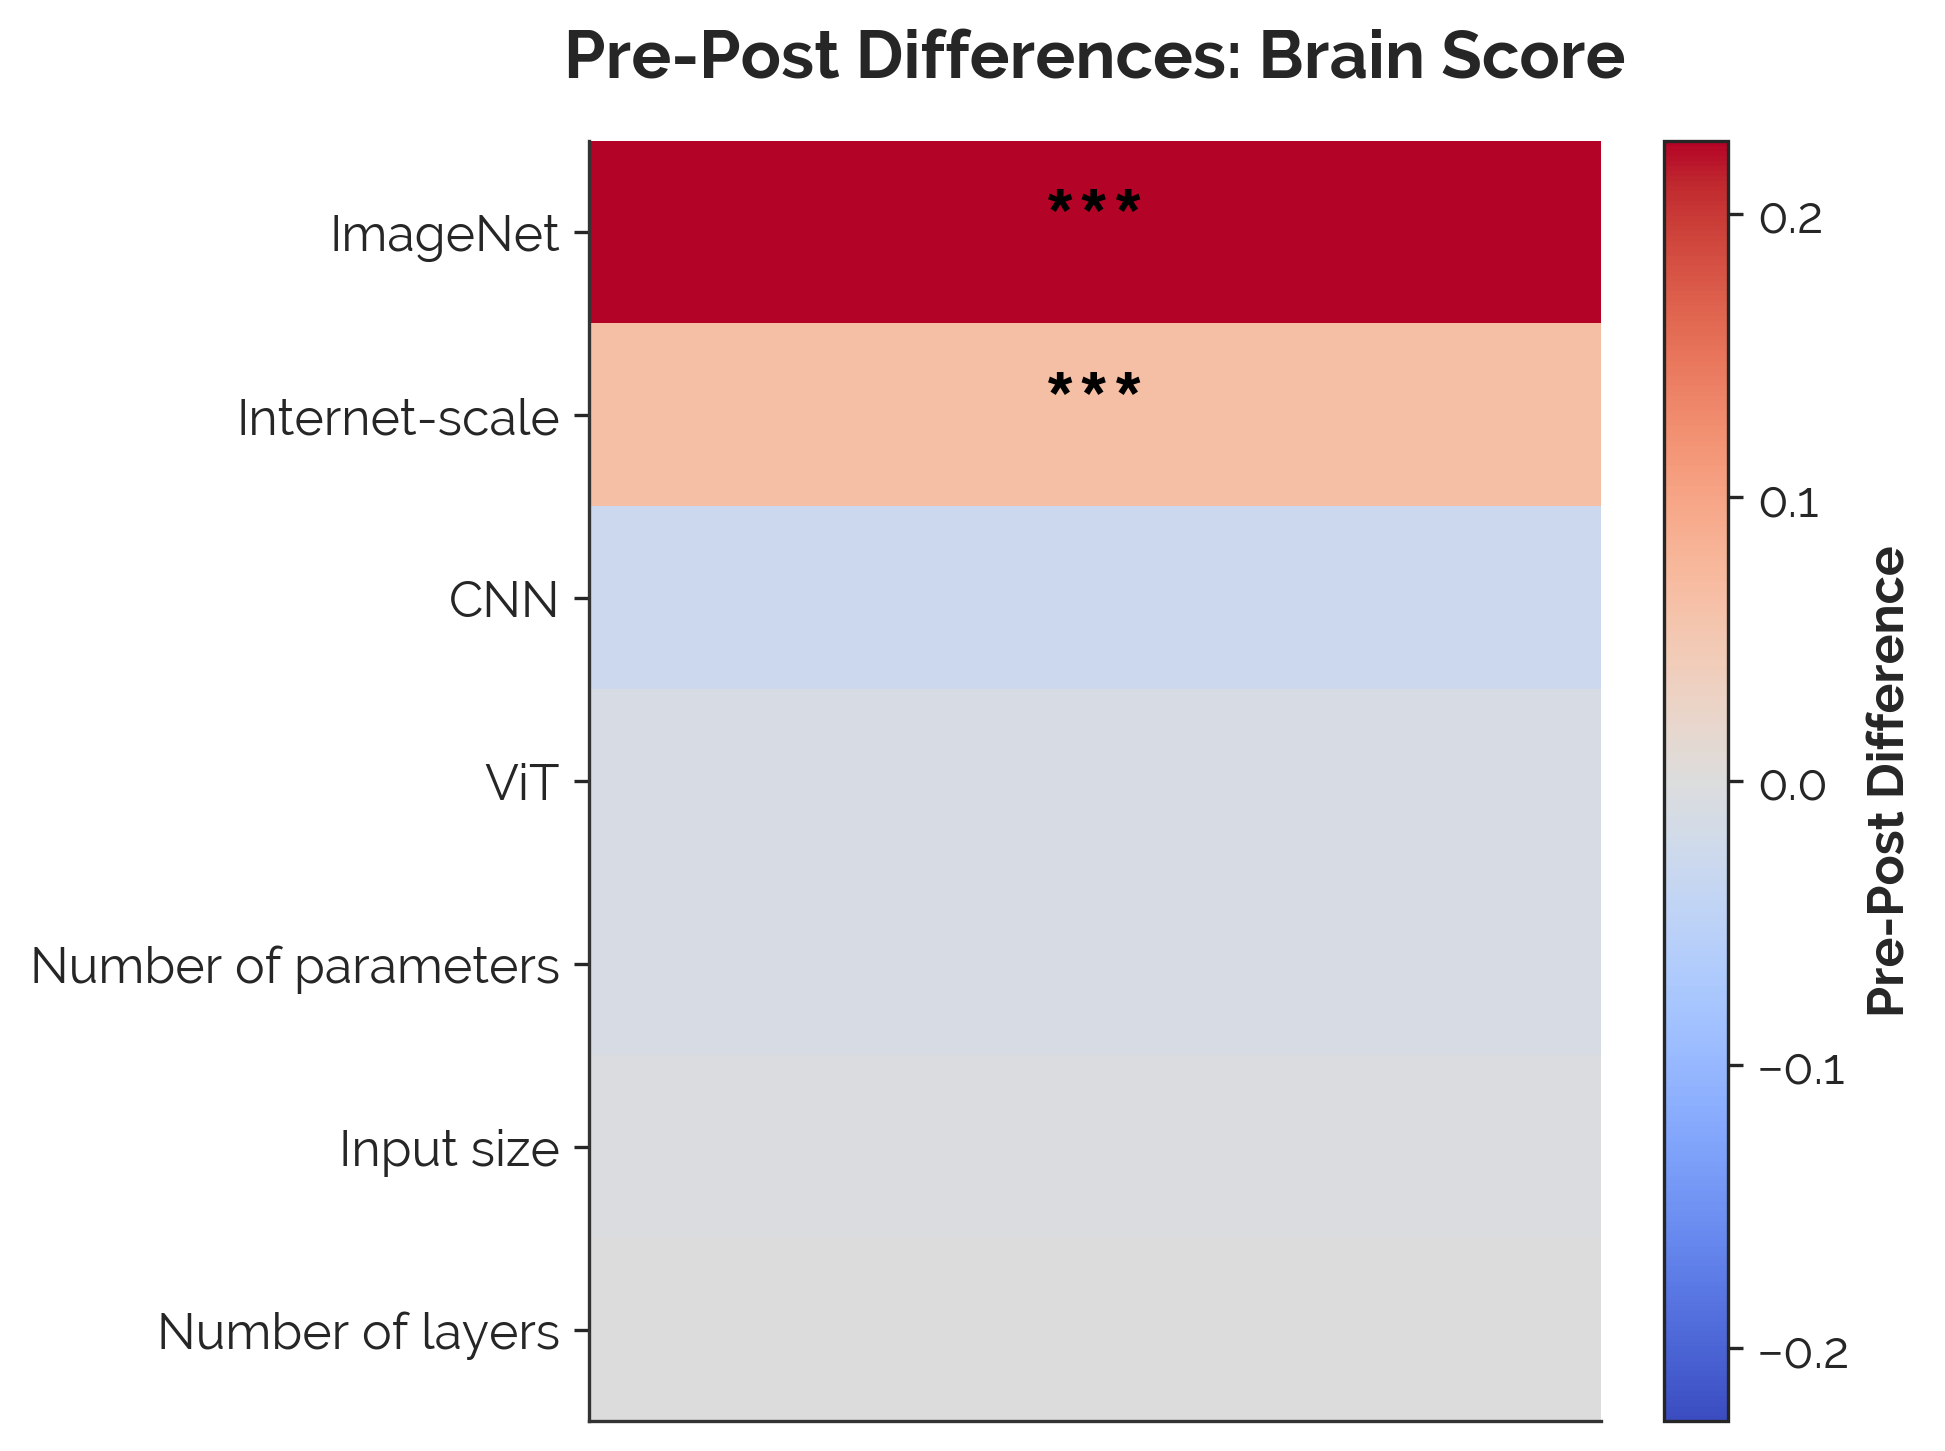 Pre-Post Differences: Brain Score
ImageNet
***
Internet-scale
***
CNN
ViT
Number of parameters
Input size
Number of layers
0.2
0.1
0.0
−0.1
−0.2
Pre-Post Difference